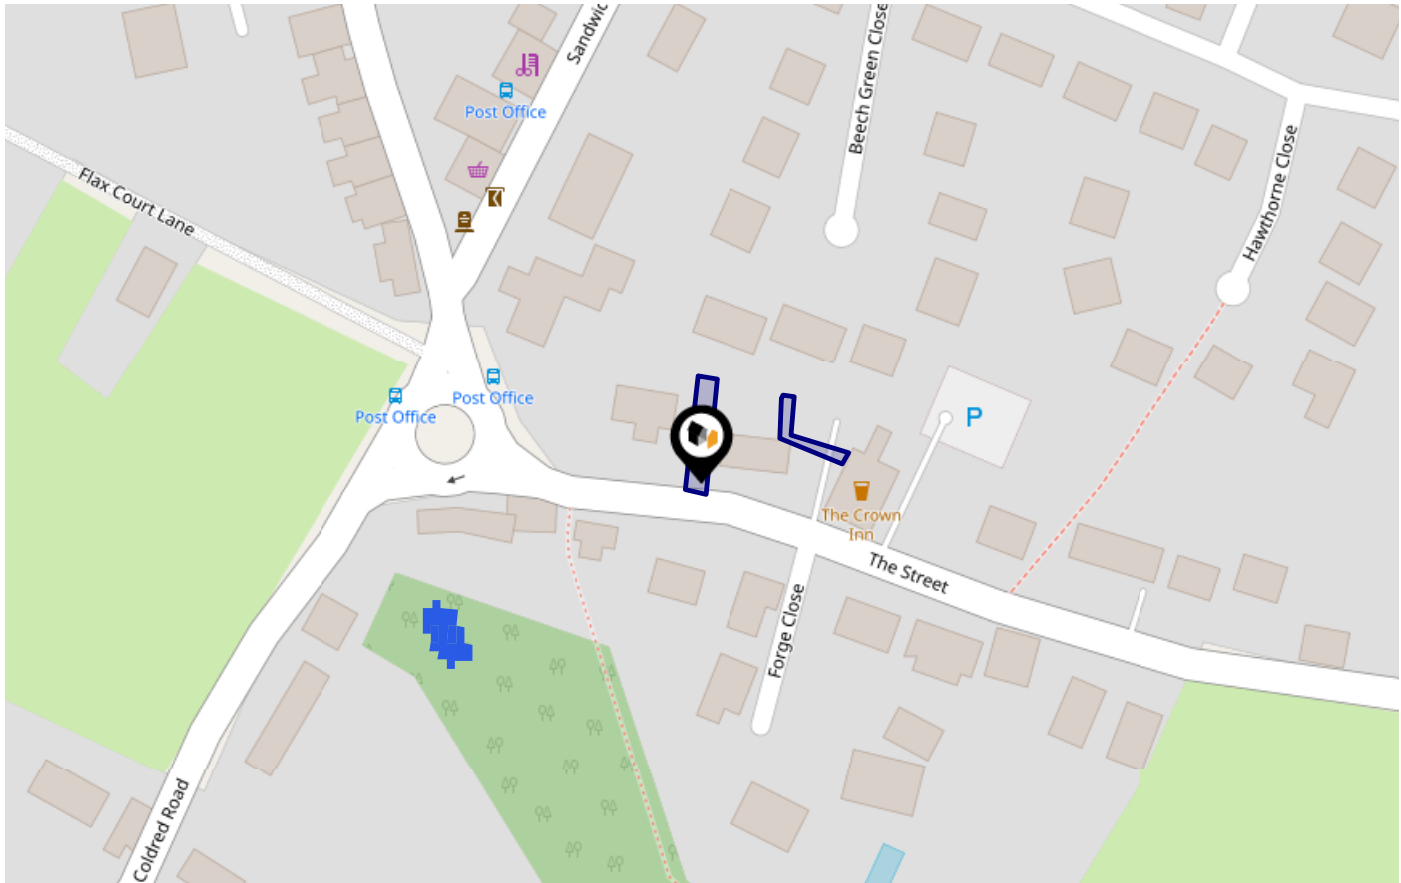 Sandwic
Post Office
Beech Green Close
Flax Court Lane
Hawthorne Close
Post Office
Post Office
P
The Crown
Inn
The Street
Forge Close
Coldred Road